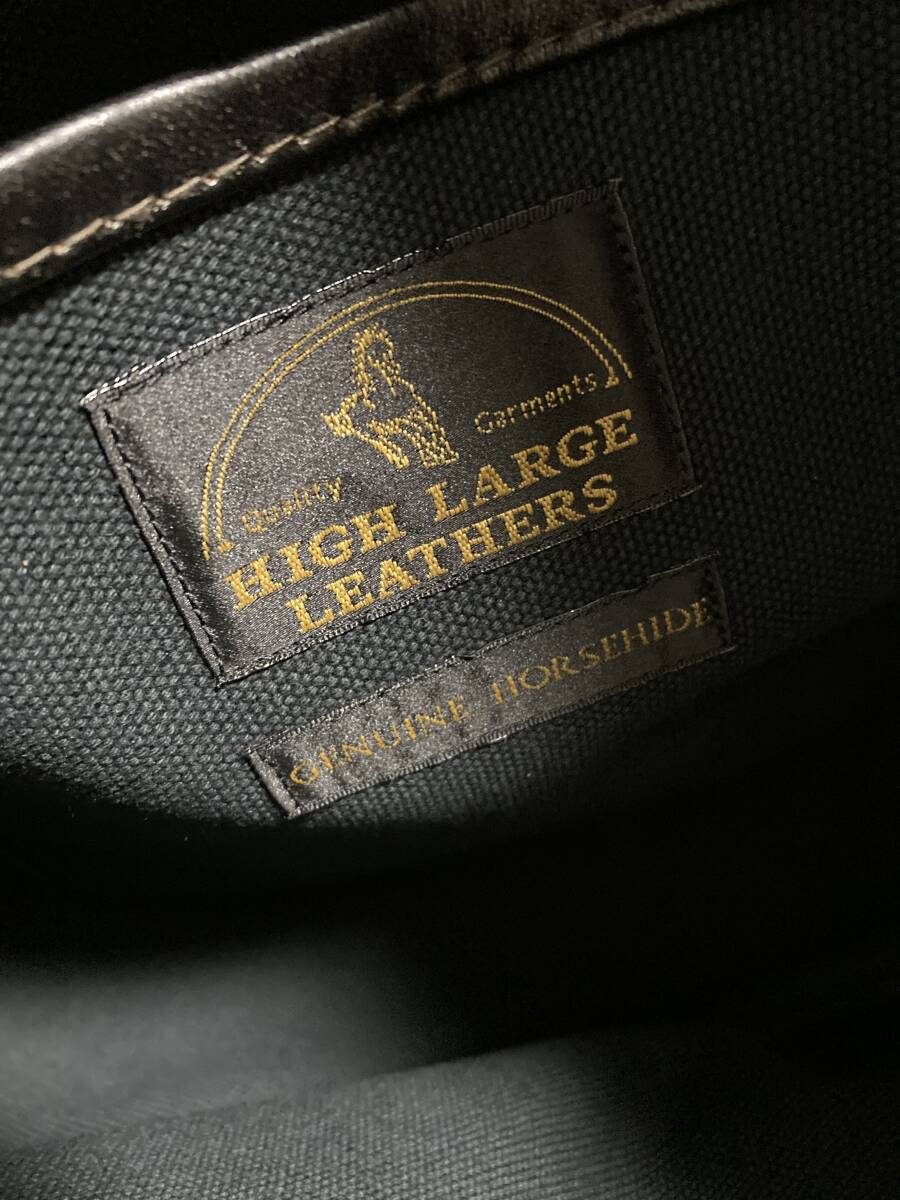 Quality Garments
HIGH LARGE
LEATHERS
GENUINE HORSEHIDE